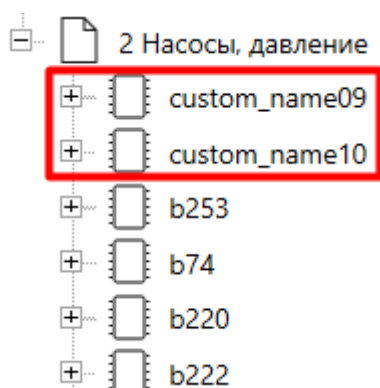 2 Насосы, давление
custom_name09
custom_name10
b253
b74
b220
b222